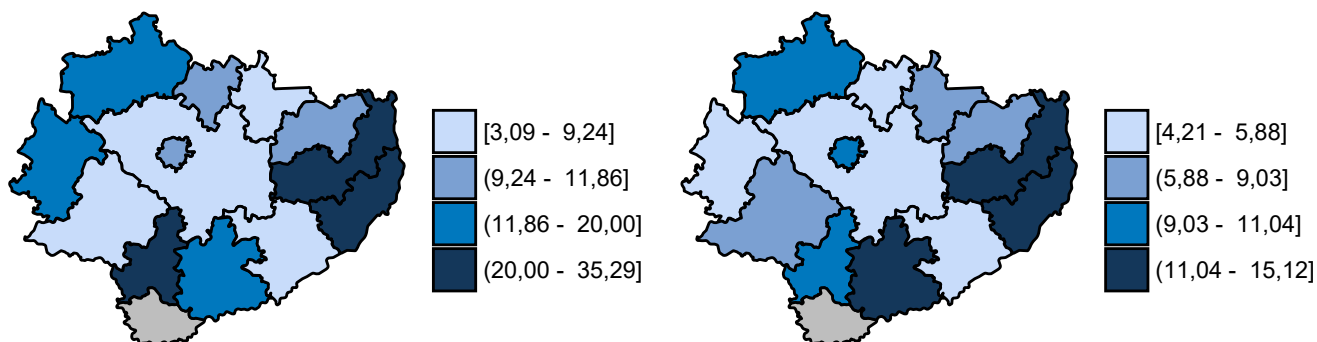 [3,09 - 9,24]
(9,24 - 11,86]
(11,86 - 20,00]
(20,00 - 35,29]
[4,21 - 5,88]
(5,88 - 9,03]
(9,03 - 11,04]
(11,04 - 15,12]